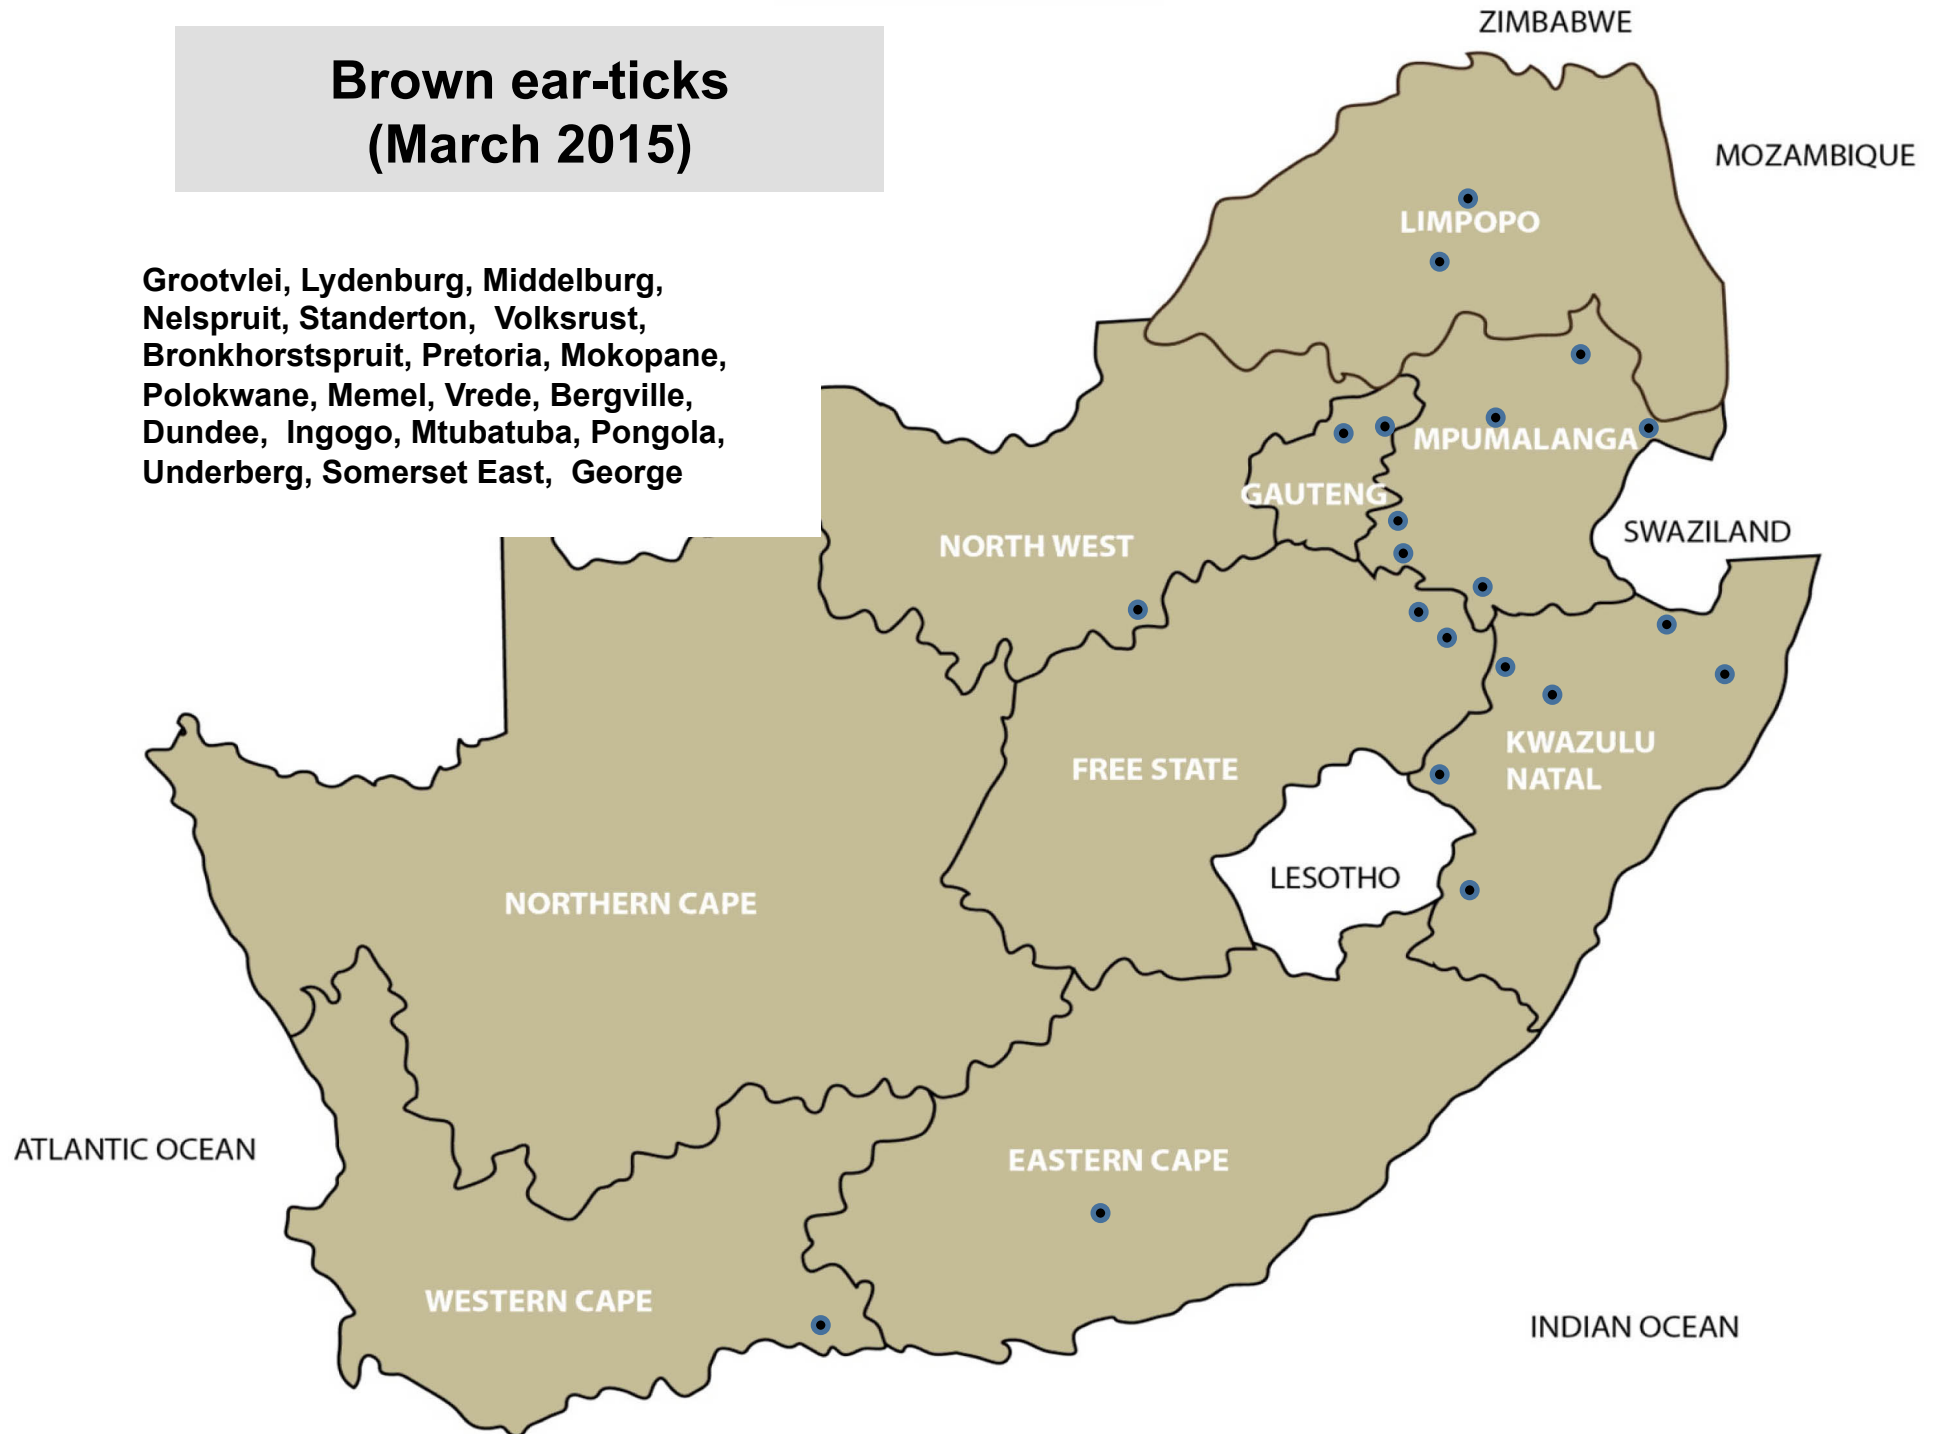 Brown ear-ticks
(March 2015)
Grootvlei, Lydenburg, Middelburg,
Nelspruit, Standerton, Volksrust,
Bronkhorstspruit, Pretoria, Mokopane,
Polokwane, Memel, Vrede, Bergville,
Dundee, Ingogo, Mtubatuba, Pongola,
Underberg, Somerset East, George
ZIMBABWE
MOZAMBIQUE
LIMPOPO
MPUMALANGA
GAUTENG
SWAZILAND
NORTH WEST
KWAZULU
NATAL
FREE STATE
LESOTHO
NORTHERN CAPE
ATLANTIC OCEAN
EASTERN CAPE
WESTERN CAPE
INDIAN OCEAN